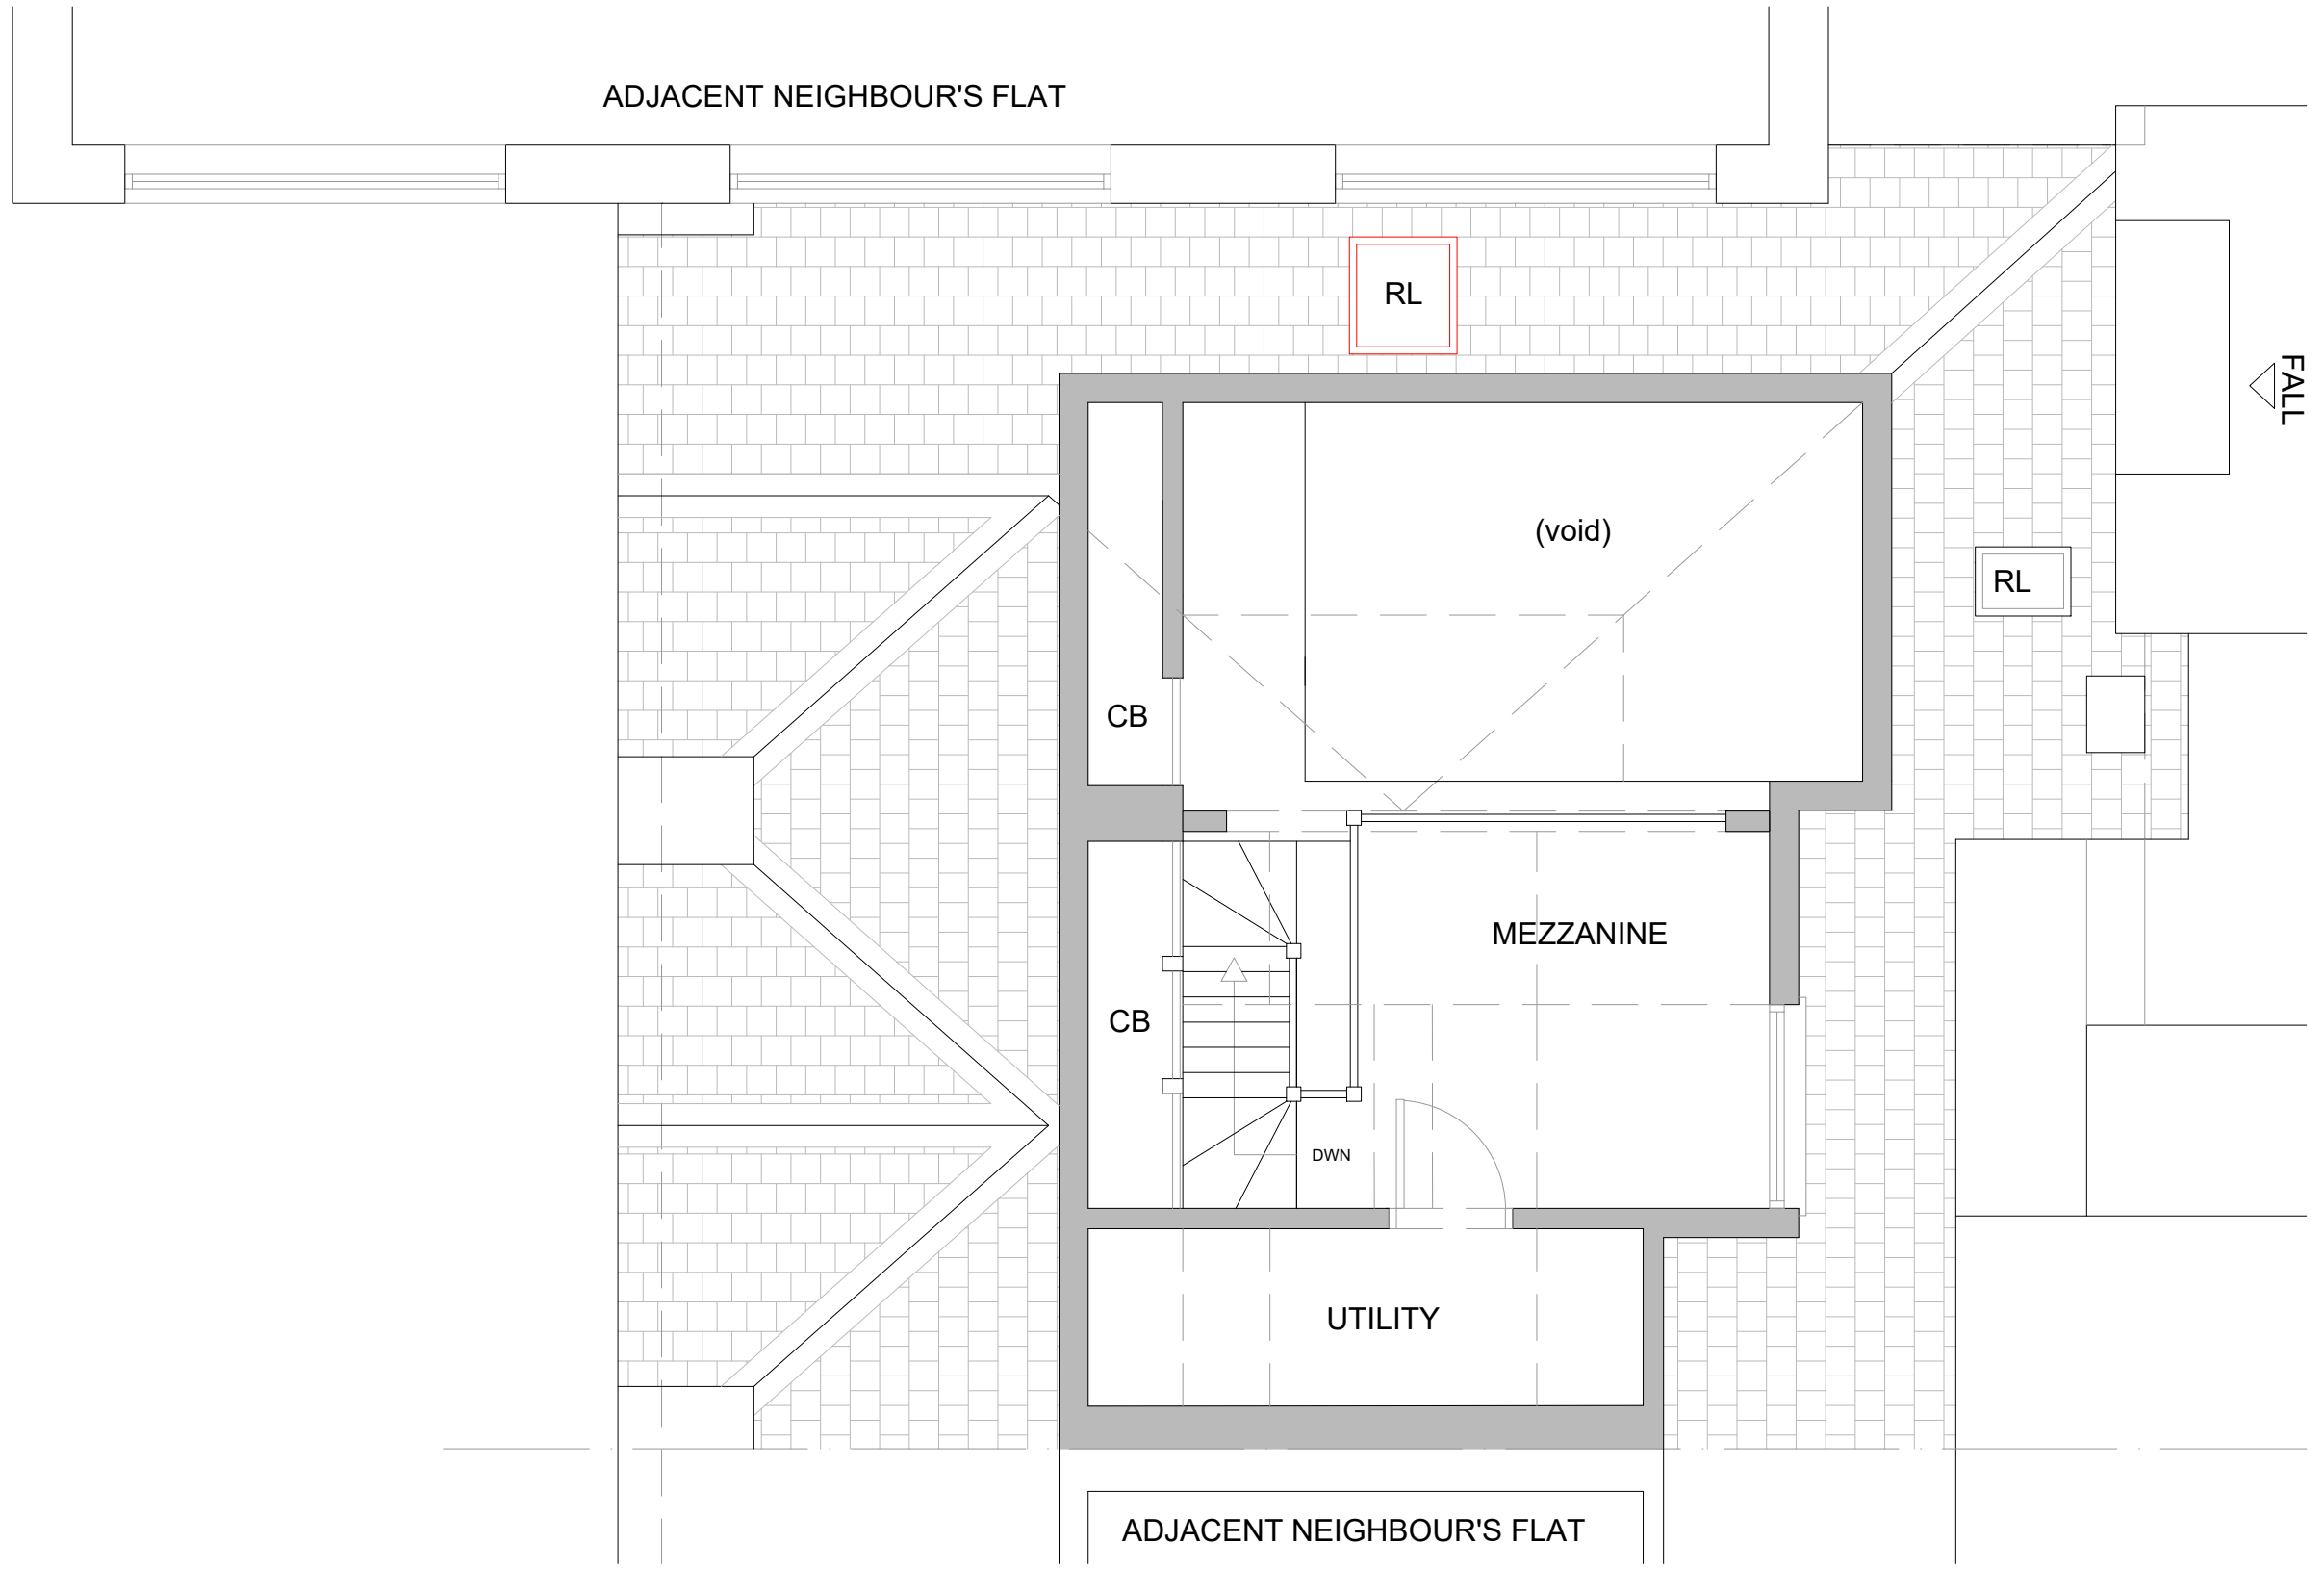 ADJACENT NEIGHBOUR'S FLAT
RL
FALL
(void)
RL
CB
MEZZANINE
CB
DWN
UTILITY
ADJACENT NEIGHBOUR'S FLAT